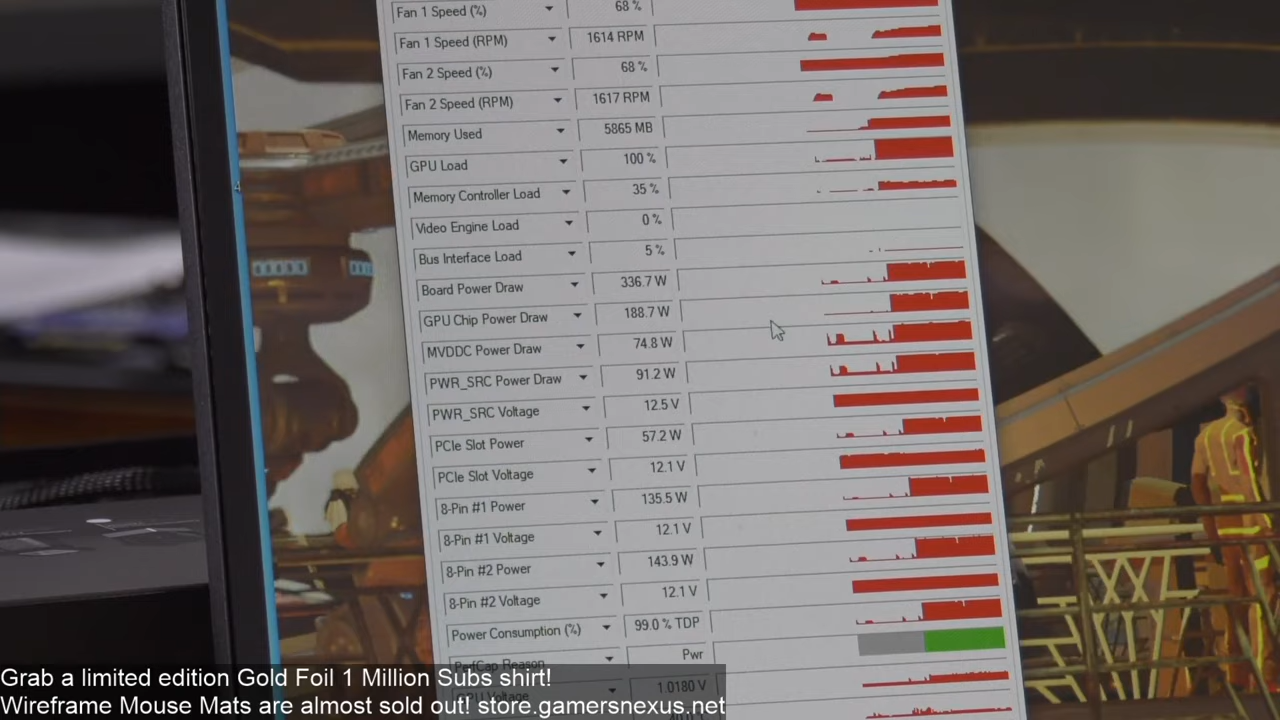 Fan 1 Speed (%) 68 %
Fan 1 Speed (RPM) 1614 RPM
Fan 2 Speed (%) 68 %
Fan 2 Speed (RPM) 1617 RPM
Memory Used 5865 MB
GPU Load 100 %
Memory Controller Load 35 %
Video Engine Load 0 %
Bus Interface Load 5 %
Board Power Draw 336.7 W
GPU Chip Power Draw 188.7 W
MVDDC Power Draw 74.8 W
PWR_SRC Power Draw 91.2 W
PWR_SRC Voltage 12.5 V
PCIe Slot Power 57.2 W
PCIe Slot Voltage 12.1 V
8-Pin #1 Power 135.5 W
8-Pin #1 Voltage 12.1 V
8-Pin #2 Power 143.9 W
8-Pin #2 Voltage 12.1 V
Power Consumption (%) 99.0 % TDP
PerfCap Reason Pwr
GPU Voltage 1.0180 V
Grab a limited edition Gold Foil 1 Million Subs shirt!
Wireframe Mouse Mats are almost sold out! store.gamersnexus.net